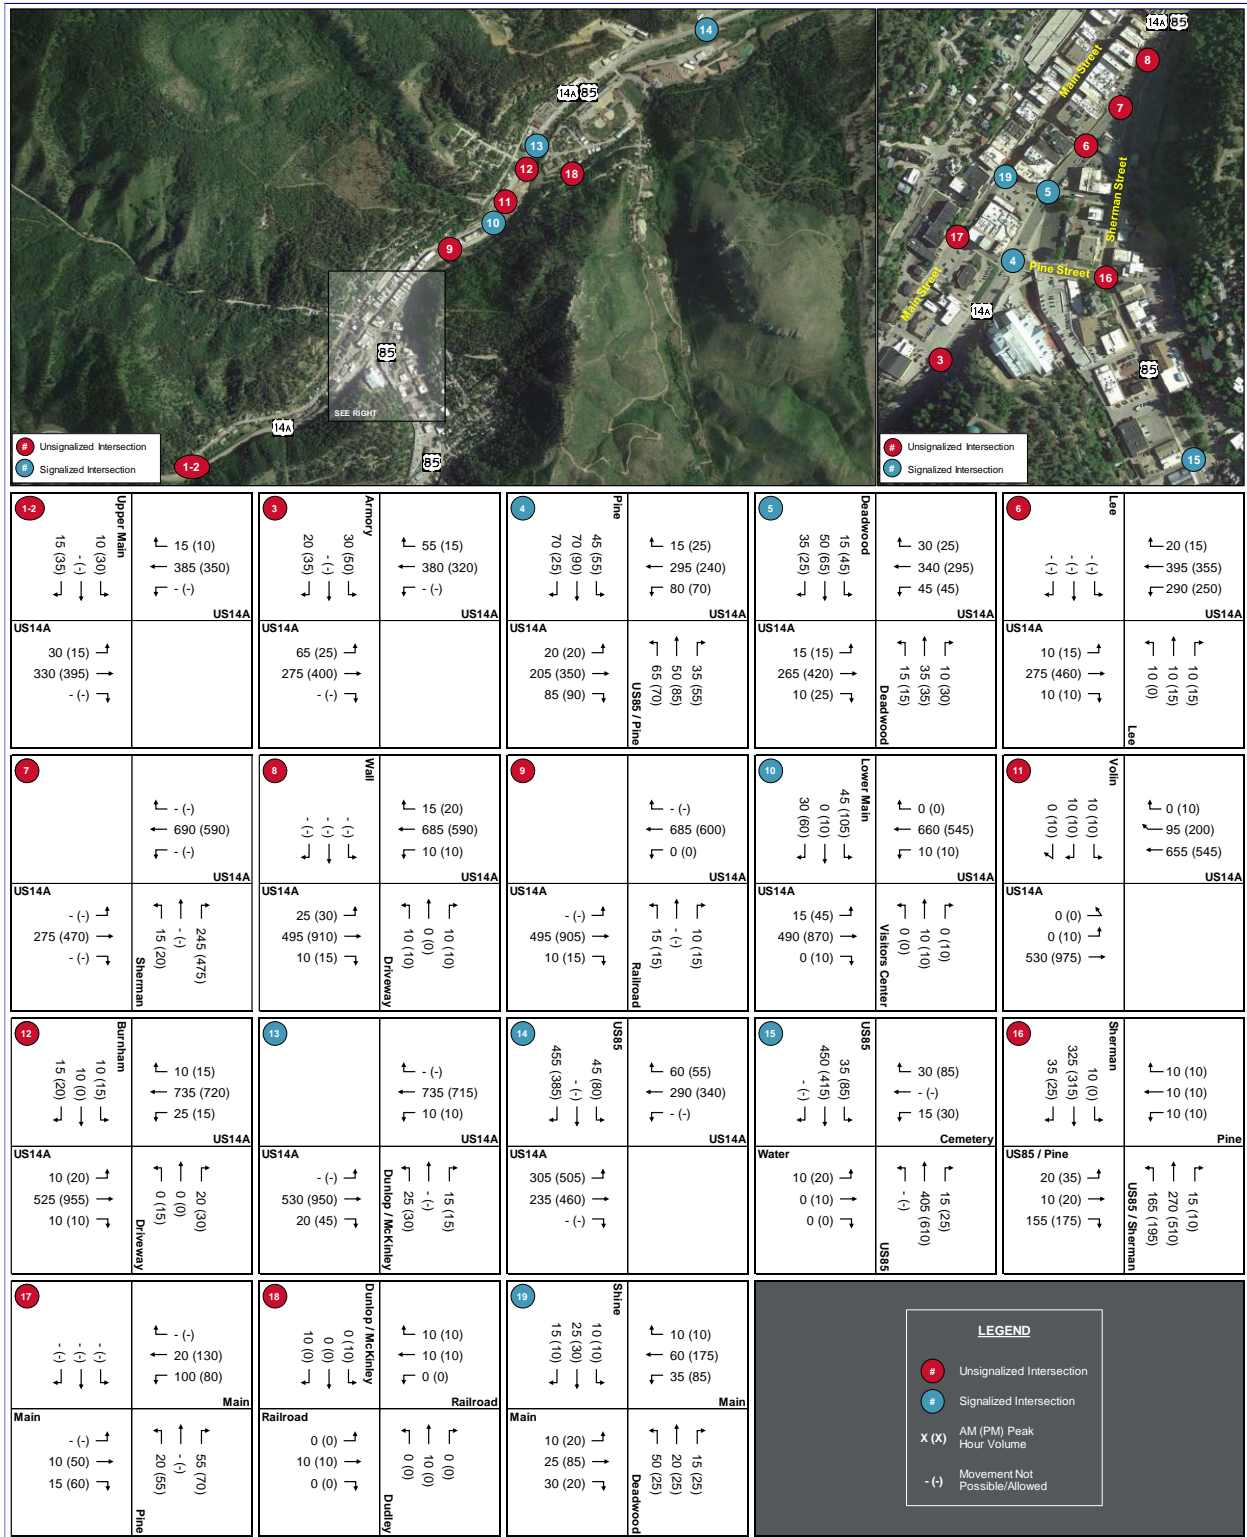 14
14A 85
13
12
18
11
10
9
85
SEE RIGHT
14A
1-2
85
# Unsignalized Intersection
# Signalized Intersection
14A 85
8
Main Street
7
6
19
5
Sherman Street
17
4
Pine Street
16
Main Street
14A
3
85
15
# Unsignalized Intersection
# Signalized Intersection
1-2
Upper Main
15 (35)
- (-)
10 (30)
15 (10)
385 (350)
- (-)
US14A
US14A
30 (15)
330 (395)
- (-)
3
Armory
20 (35)
- (-)
30 (50)
55 (15)
380 (320)
- (-)
US14A
US14A
65 (25)
275 (400)
- (-)
4
Pine
70 (25)
70 (90)
45 (55)
15 (25)
295 (240)
80 (70)
US14A
US14A
20 (20)
205 (350)
85 (90)
US85 / Pine
65 (70)
50 (85)
35 (55)
5
Deadwood
35 (25)
50 (65)
15 (45)
30 (25)
340 (295)
45 (45)
US14A
US14A
15 (15)
265 (420)
10 (25)
Deadwood
15 (15)
35 (35)
10 (30)
6
Lee
- (-)
- (-)
- (-)
20 (15)
395 (355)
290 (250)
US14A
US14A
10 (15)
275 (460)
10 (10)
Lee
10 (0)
10 (15)
10 (15)
7
- (-)
690 (590)
- (-)
US14A
US14A
- (-)
275 (470)
- (-)
Sherman
15 (20)
- (-)
245 (475)
8
Wall
- (-)
- (-)
- (-)
15 (20)
685 (590)
10 (10)
US14A
US14A
25 (30)
495 (910)
10 (15)
Driveway
10 (10)
0 (0)
10 (10)
9
- (-)
685 (600)
0 (0)
US14A
US14A
- (-)
495 (905)
10 (15)
Railroad
15 (15)
- (-)
10 (15)
10
Lower Main
30 (60)
0 (10)
45 (105)
0 (0)
660 (545)
10 (10)
US14A
US14A
15 (45)
490 (870)
0 (10)
Visitors Center
0 (0)
10 (10)
0 (10)
11
Volin
0 (10)
10 (10)
10 (10)
0 (10)
95 (200)
655 (545)
US14A
US14A
0 (0)
0 (10)
530 (975)
12
Burnham
15 (20)
10 (0)
10 (15)
10 (15)
735 (720)
25 (15)
US14A
US14A
10 (20)
525 (955)
10 (10)
Driveway
0 (15)
0 (0)
20 (30)
13
- (-)
735 (715)
10 (10)
US14A
US14A
- (-)
530 (950)
20 (45)
Dunlop / McKinley
25 (30)
- (-)
15 (15)
14
US85
455 (385)
- (-)
45 (80)
60 (55)
290 (340)
- (-)
US14A
US14A
305 (505)
235 (460)
- (-)
15
US85
- (-)
450 (415)
35 (85)
30 (85)
- (-)
15 (30)
Cemetery
Water
10 (20)
0 (10)
0 (0)
US85
- (-)
405 (610)
15 (25)
16
Sherman
35 (25)
325 (315)
10 (0)
10 (10)
10 (10)
10 (10)
Pine
US85 / Pine
20 (35)
10 (20)
155 (175)
US85 / Sherman
165 (195)
270 (510)
15 (10)
17
- (-)
- (-)
- (-)
- (-)
20 (130)
100 (80)
Main
Main
- (-)
10 (50)
15 (60)
Pine
20 (55)
- (-)
55 (70)
18
Dunlop / McKinley
10 (0)
0 (0)
0 (10)
10 (10)
10 (10)
0 (0)
Railroad
Railroad
0 (0)
10 (10)
0 (0)
Dudley
0 (0)
10 (0)
0 (0)
19
Shine
15 (10)
25 (30)
10 (10)
10 (10)
60 (175)
35 (85)
Main
Main
10 (20)
25 (85)
30 (20)
Deadwood
50 (25)
20 (25)
15 (25)
LEGEND
# Unsignalized Intersection
# Signalized Intersection
X (X) AM (PM) Peak
Hour Volume
- (-) Movement Not
Possible/Allowed